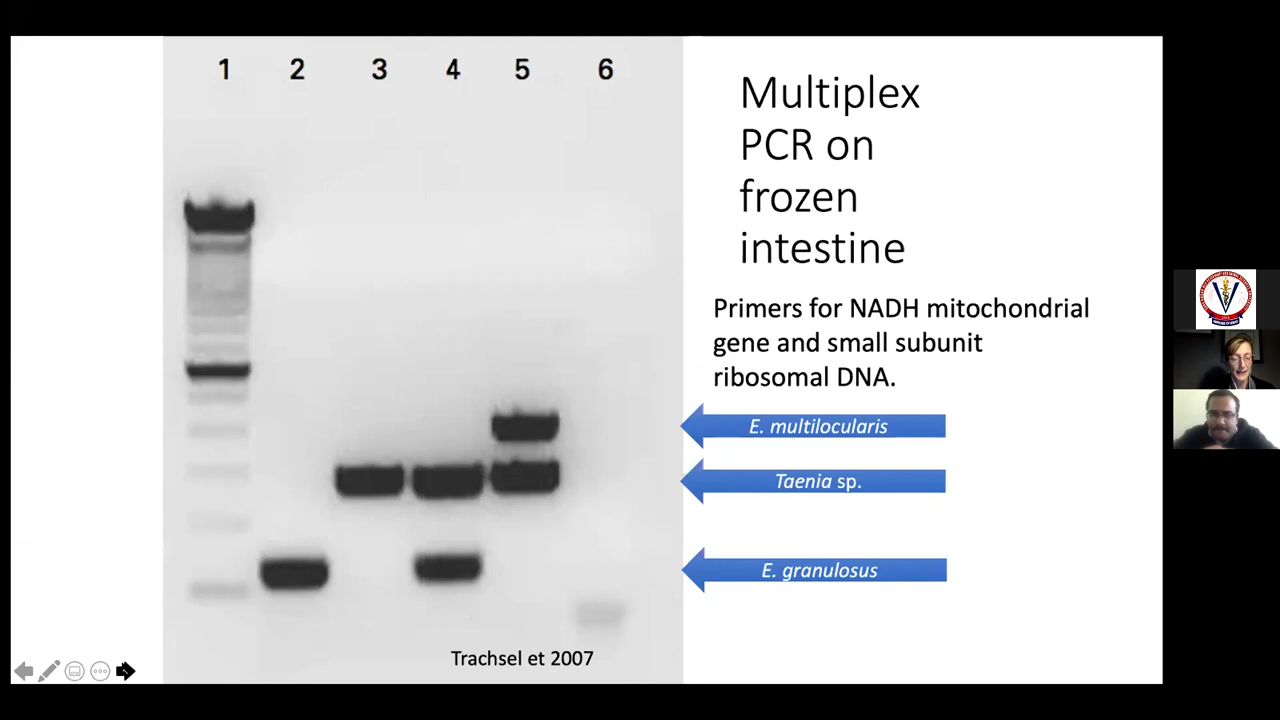 1 2 3 4 5 6
Multiplex
PCR on
frozen
intestine
Primers for NADH mitochondrial
gene and small subunit
ribosomal DNA.
E. multilocularis
Taenia sp.
E. granulosus
Trachsel et 2007